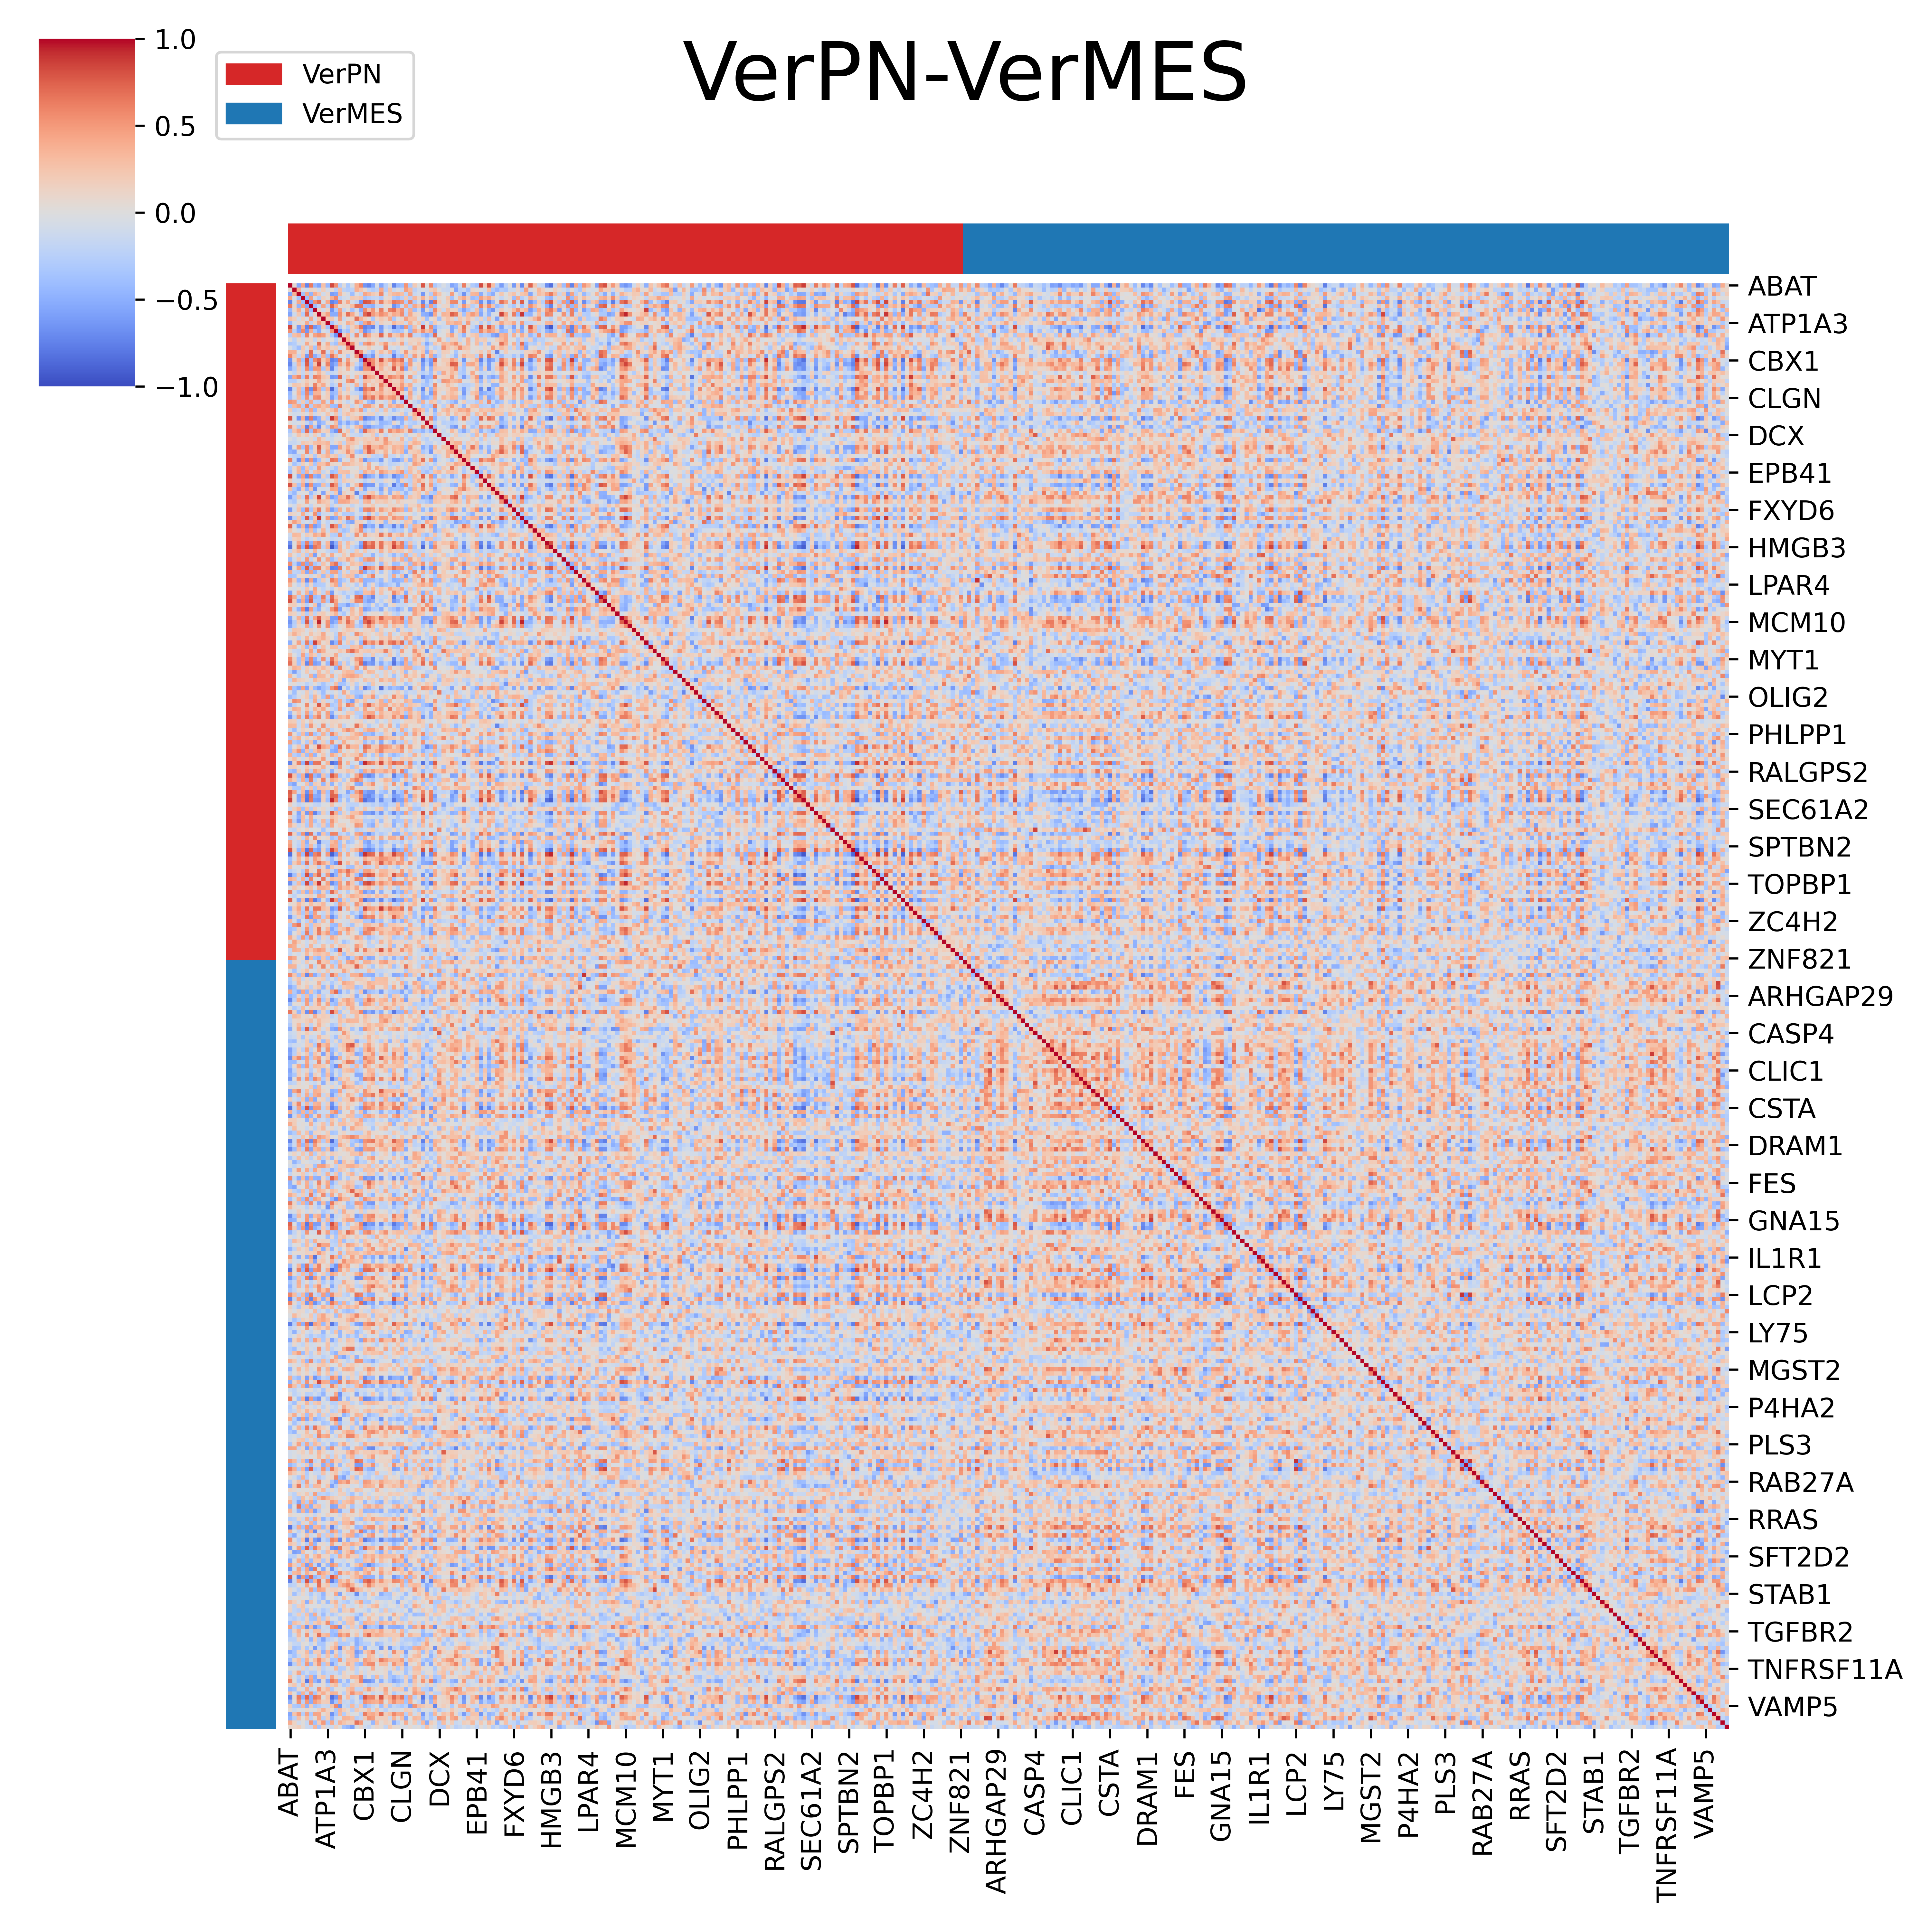 VerPN-VerMES
1.0
0.5
0.0
−0.5
−1.0
VerPN
VerMES
ABAT
ATP1A3
CBX1
CLGN
DCX
EPB41
FXYD6
HMGB3
LPAR4
MCM10
MYT1
OLIG2
PHLPP1
RALGPS2
SEC61A2
SPTBN2
TOPBP1
ZC4H2
ZNF821
ARHGAP29
CASP4
CLIC1
CSTA
DRAM1
FES
GNA15
IL1R1
LCP2
LY75
MGST2
P4HA2
PLS3
RAB27A
RRAS
SFT2D2
STAB1
TGFBR2
TNFRSF11A
VAMP5
ABAT
ATP1A3
CBX1
CLGN
DCX
EPB41
FXYD6
HMGB3
LPAR4
MCM10
MYT1
OLIG2
PHLPP1
RALGPS2
SEC61A2
SPTBN2
TOPBP1
ZC4H2
ZNF821
ARHGAP29
CASP4
CLIC1
CSTA
DRAM1
FES
GNA15
IL1R1
LCP2
LY75
MGST2
P4HA2
PLS3
RAB27A
RRAS
SFT2D2
STAB1
TGFBR2
TNFRSF11A
VAMP5